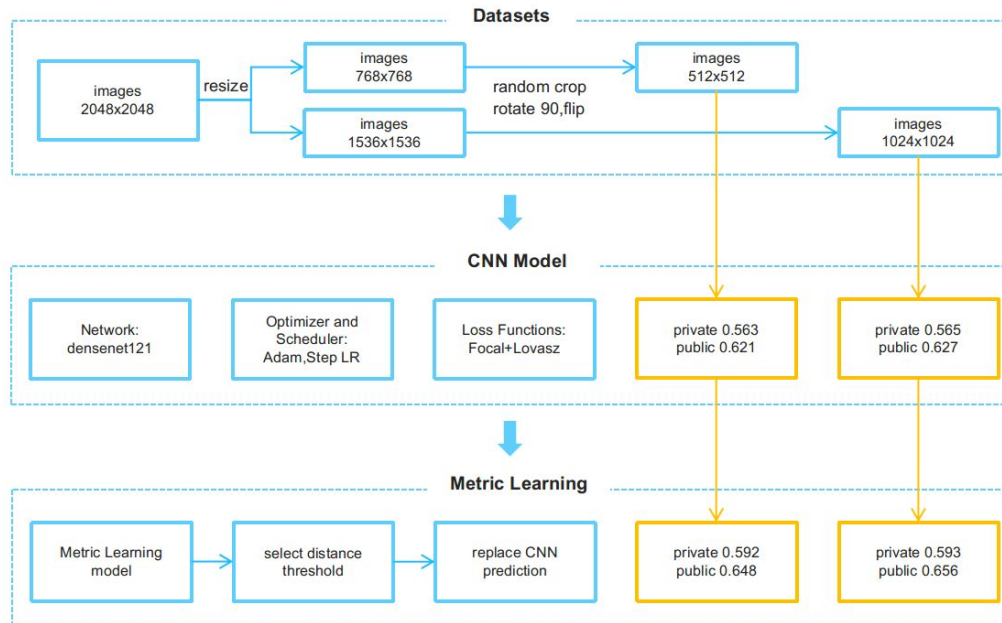 Datasets
images
2048x2048
resize
images
768x768
images
1536x1536
random crop
rotate 90,flip
images
512x512
images
1024x1024
CNN Model
Network:
densenet121
Optimizer and
Scheduler:
Adam,Step LR
Loss Functions:
Focal+Lovasz
private 0.563
public 0.621
private 0.565
public 0.627
Metric Learning
Metric Learning
model
select distance
threshold
replace CNN
prediction
private 0.592
public 0.648
private 0.593
public 0.656